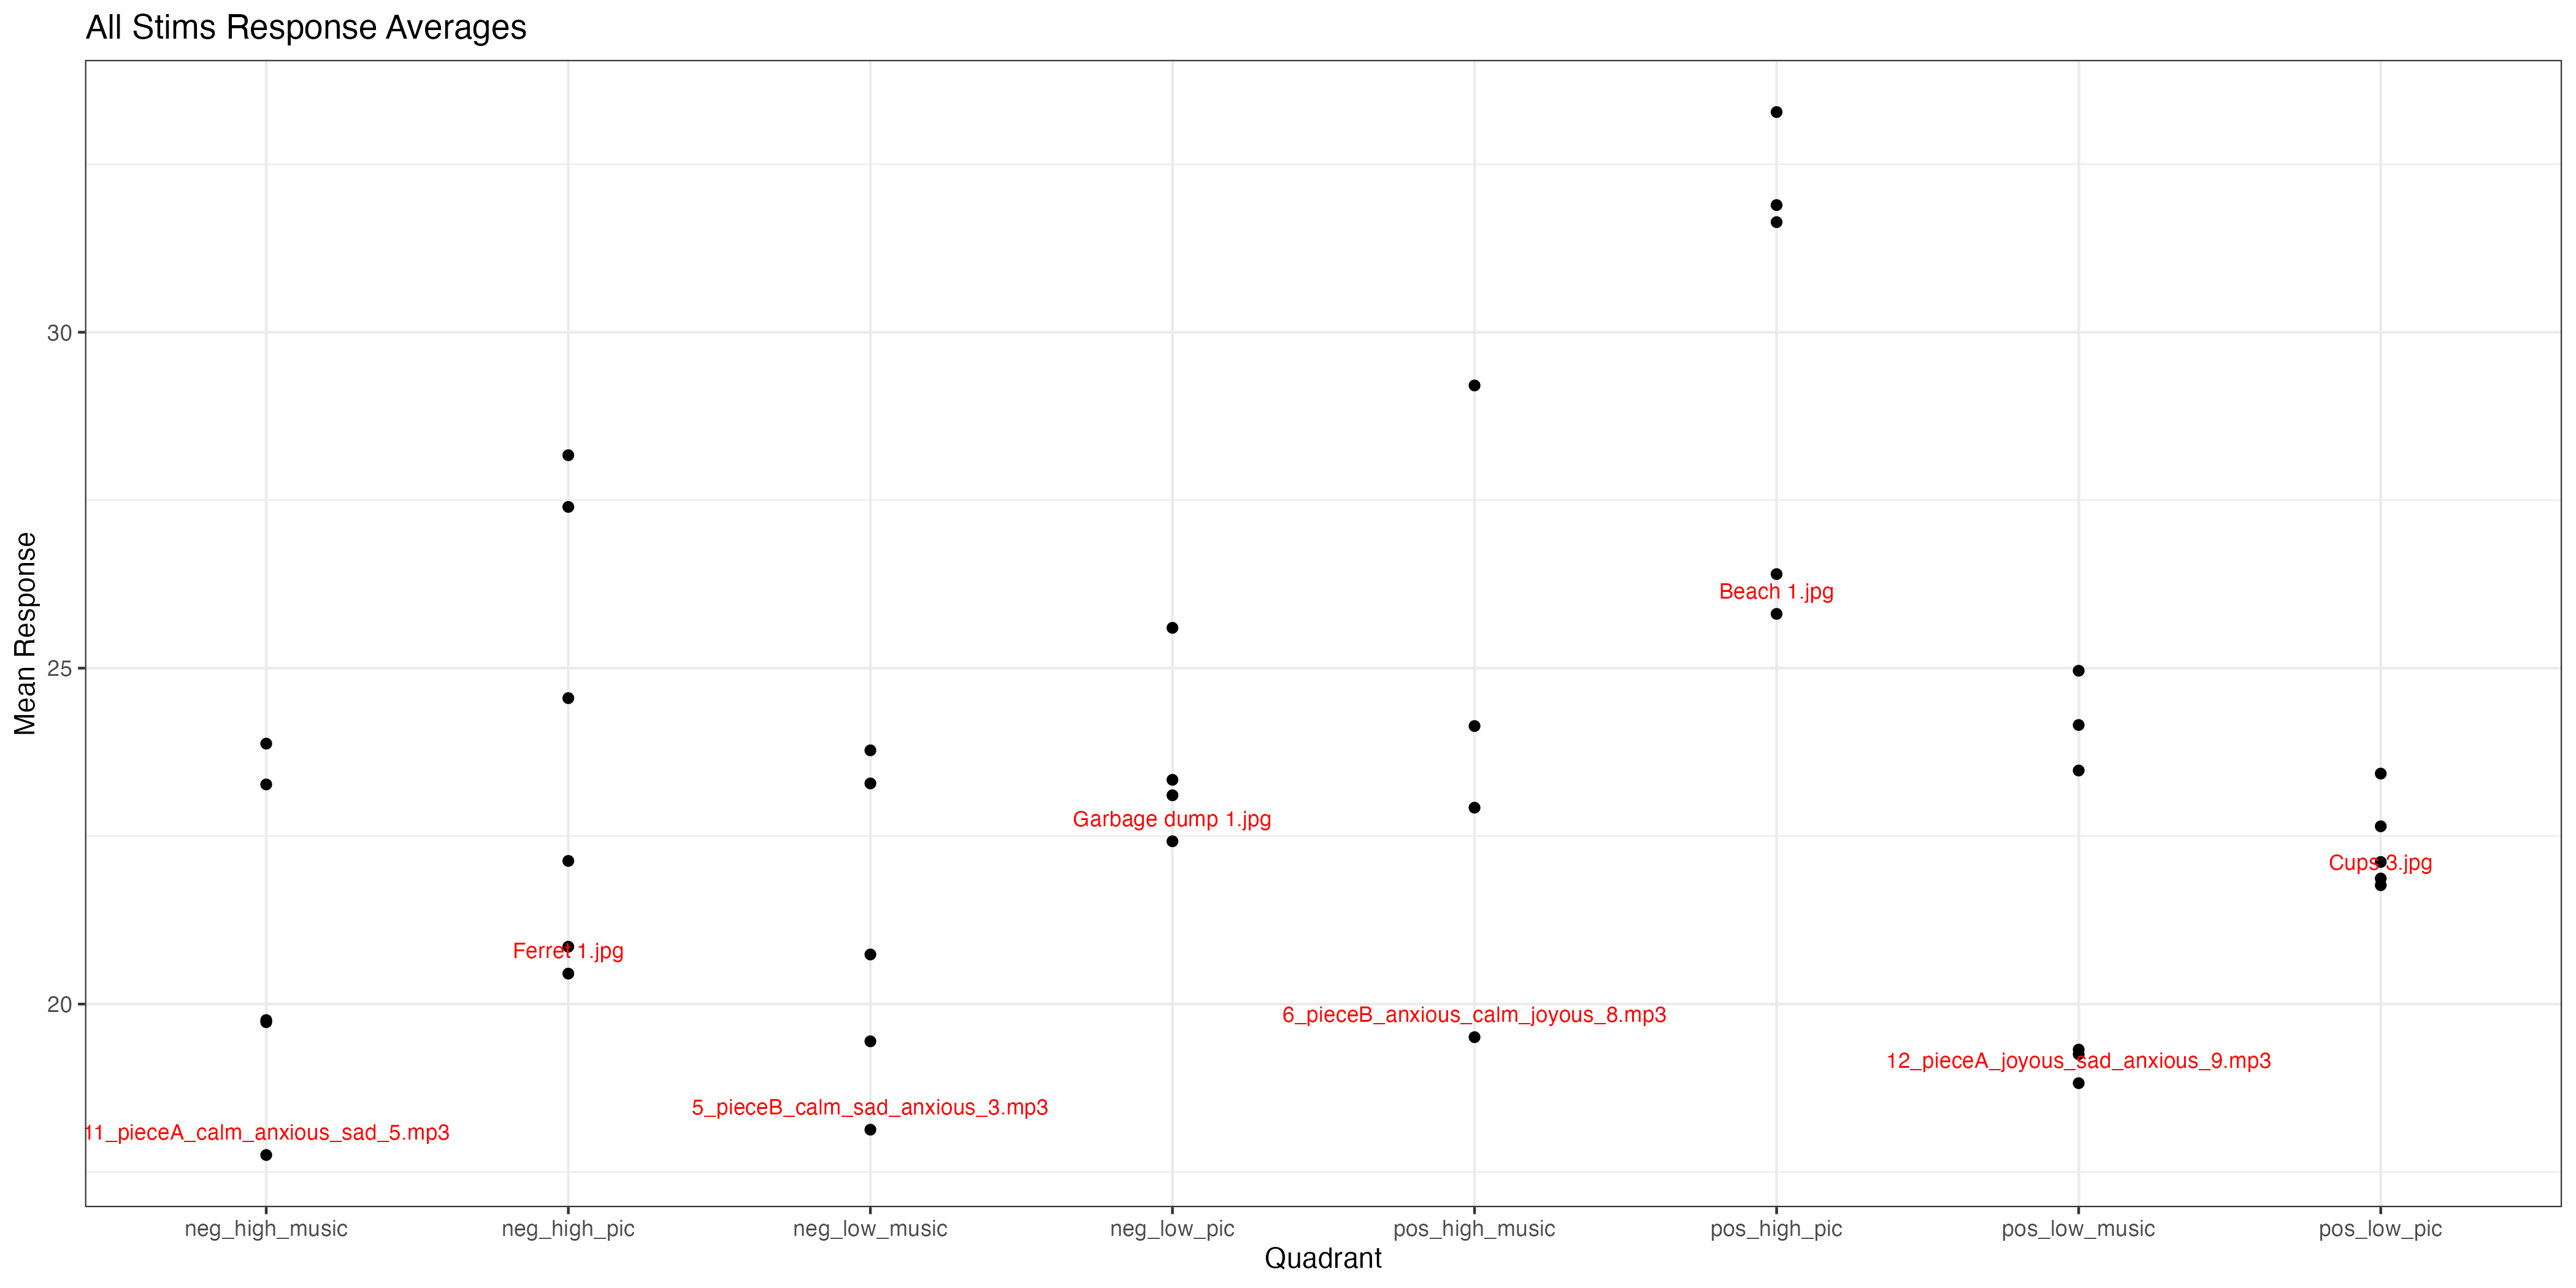 All Stims Response Averages
Mean Response
30
25
20
Beach 1.jpg
Garbage dump 1.jpg
Cups 3.jpg
Ferret 1.jpg
6_pieceB_anxious_calm_joyous_8.mp3
12_pieceA_joyous_sad_anxious_9.mp3
5_pieceB_calm_sad_anxious_3.mp3
11_pieceA_calm_anxious_sad_5.mp3
neg_high_music neg_high_pic neg_low_music neg_low_pic pos_high_music pos_high_pic pos_low_music pos_low_pic
Quadrant